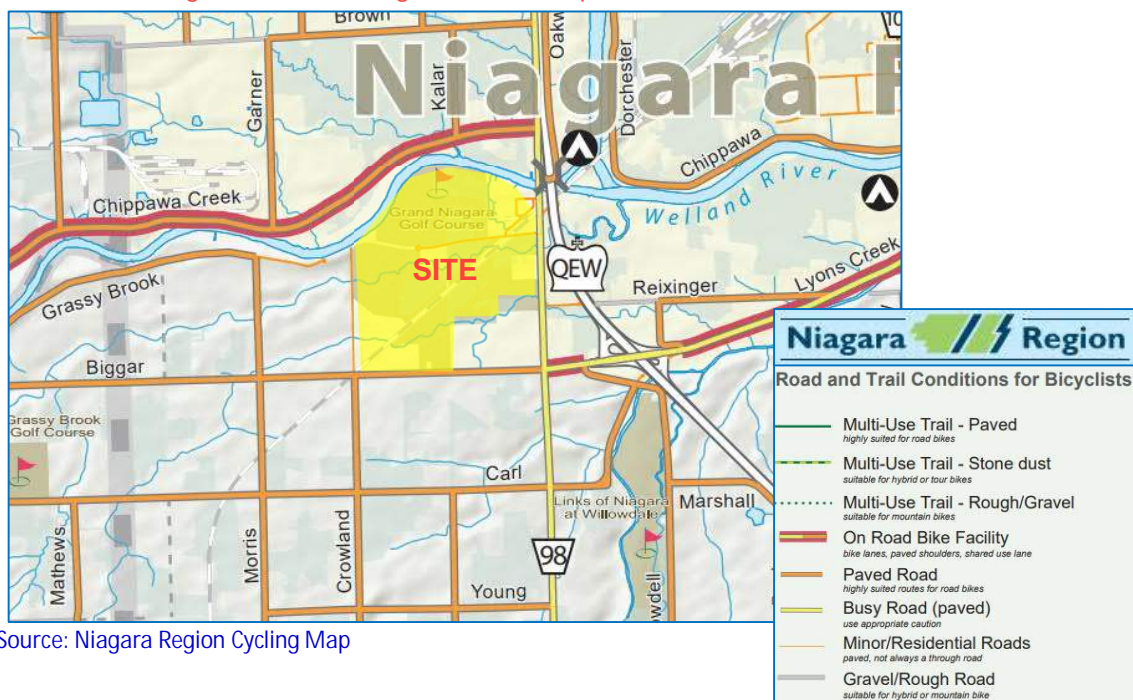 Brown
Oakw
10
Niagara F
Garner
Kalar
Dorchester
Chippawa
Chippawa Creek
Welland River
Grand Niagara
Golf Course
SITE
QEW
Lyons Creek
Reixinger
Grassy Brook
Biggar
Grassy Brook
Golf Course
Carl
Links of Niagara
at Willowdale
Marshall
Mathews
Morris
Crowland
98
Young
owdell
Source: Niagara Region Cycling Map
Niagara Region
Road and Trail Conditions for Bicyclists
Multi-Use Trail - Paved
highly suited for road bikes
Multi-Use Trail - Stone dust
suitable for hybrid or tour bikes
Multi-Use Trail - Rough/Gravel
suitable for mountain bikes
On Road Bike Facility
bike lanes, paved shoulders, shared use lane
Paved Road
highly suited routes for road bikes
Busy Road (paved)
use appropriate caution
Minor/Residential Roads
paved, not always a through road
Gravel/Rough Road
suitable for hybrid or mountain bike